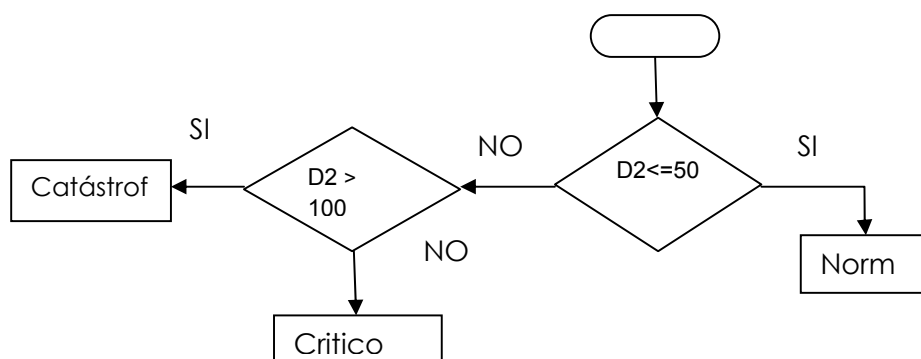 SI
NO
D2<=50
SI
Catástrof
D2 >
100
NO
Norm
Critico